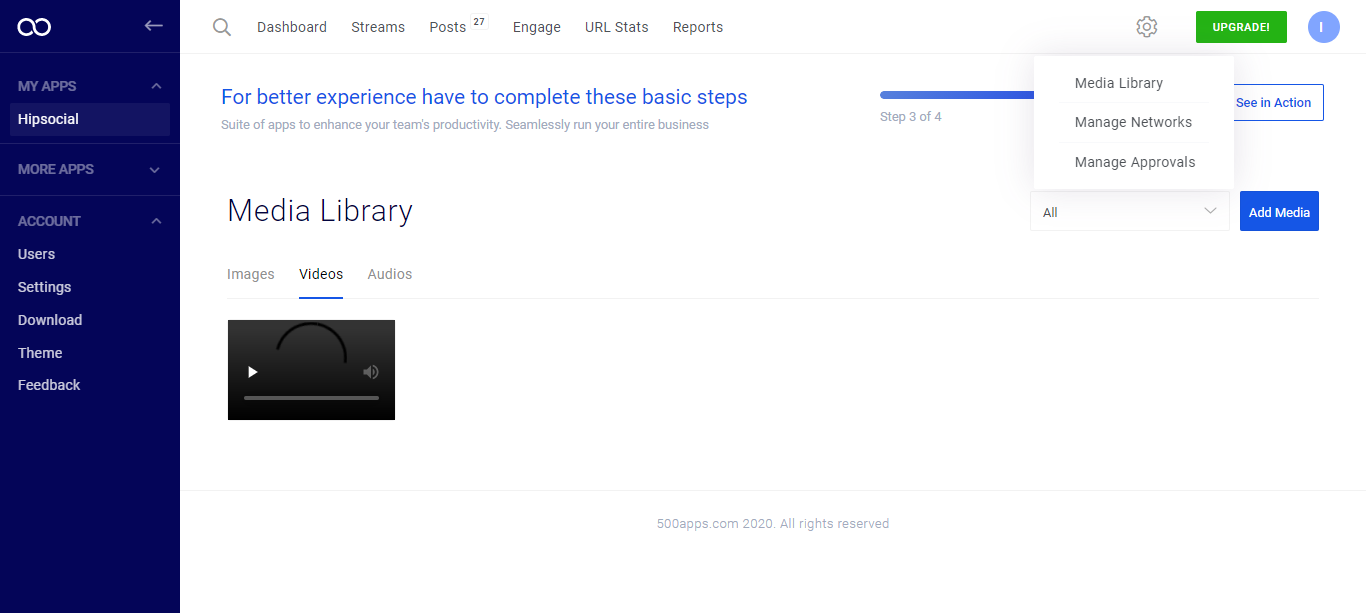 Dashboard Streams Posts 27 Engage URL Stats Reports UPGRADE! I
MY APPS
Hipsocial
MORE APPS
ACCOUNT
Users
Settings
Download
Theme
Feedback
Media Library
Manage Networks
Manage Approvals
For better experience have to complete these basic steps
Suite of apps to enhance your team's productivity. Seamlessly run your entire business
Step 3 of 4
See in Action
Media Library
All
Add Media
Images Videos Audios
500apps.com 2020. All rights reserved